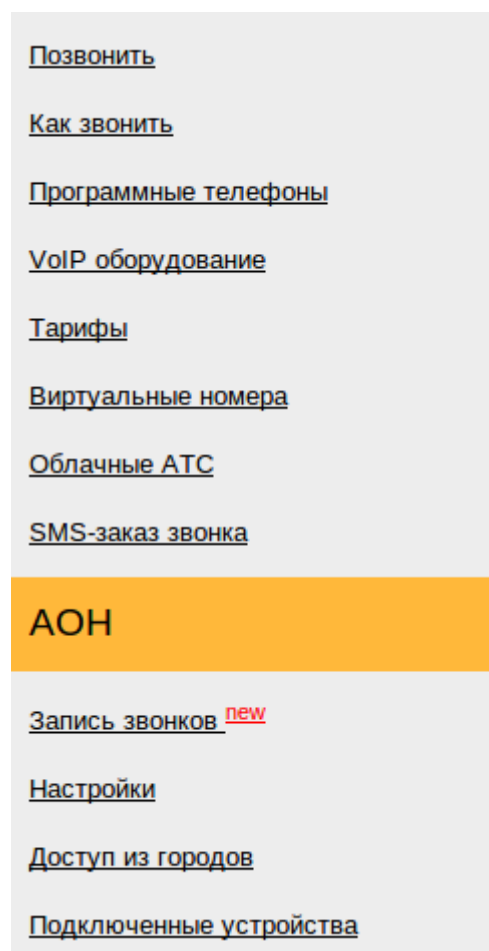 Позвонить
Как звонить
Программные телефоны
VoIP оборудование
Тарифы
Виртуальные номера
Облачные АТС
SMS-заказ звонка
АОН
Запись звонков new
Настройки
Доступ из городов
Подключенные устройства